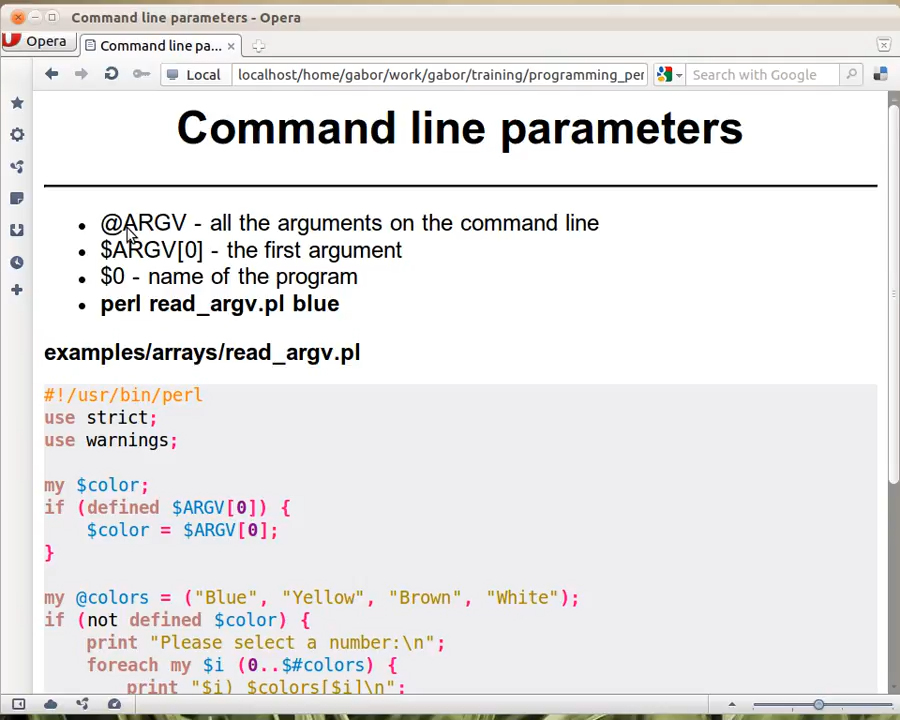 Command line parameters - Opera
Opera
Command line pa...
Local
localhost/home/gabor/work/gabor/training/programming_per
Search with Google
Command line parameters
@ARGV - all the arguments on the command line
$ARGV[0] - the first argument
$0 - name of the program
perl read_argv.pl blue
examples/arrays/read_argv.pl
#!/usr/bin/perl
use strict;
use warnings;
my $color;
if (defined $ARGV[0]) {
    $color = $ARGV[0];
}
my @colors = ("Blue", "Yellow", "Brown", "White");
if (not defined $color) {
    print "Please select a number:\n";
    foreach my $i (0..$#colors) {
        print "$i) $colors[$i]\n";